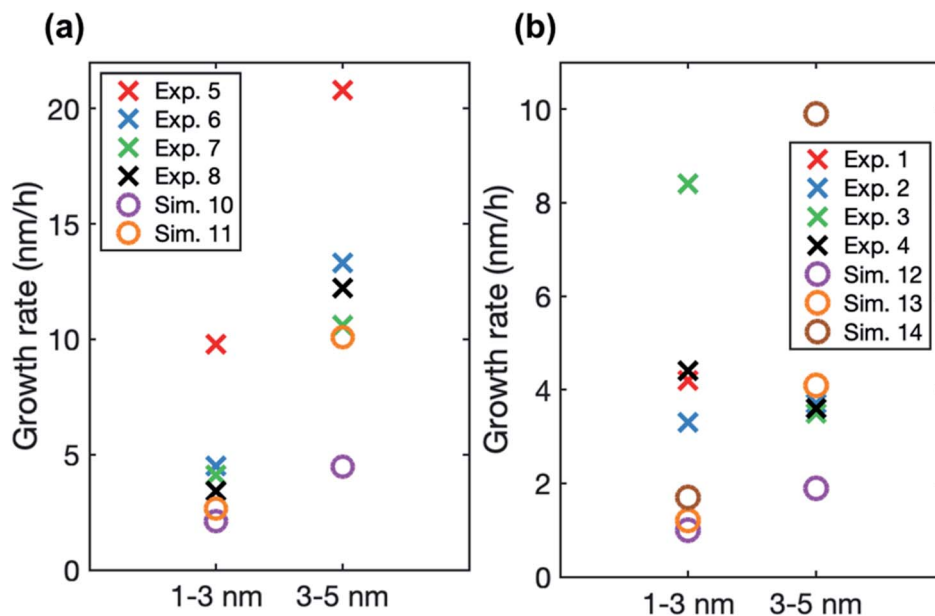 (a)
Growth rate (nm/h)
20
15
10
5
0
Exp. 5
Exp. 6
Exp. 7
Exp. 8
Sim. 10
Sim. 11
1-3 nm 3-5 nm
(b)
Growth rate (nm/h)
10
8
6
4
2
0
Exp. 1
Exp. 2
Exp. 3
Exp. 4
Sim. 12
Sim. 13
Sim. 14
1-3 nm 3-5 nm